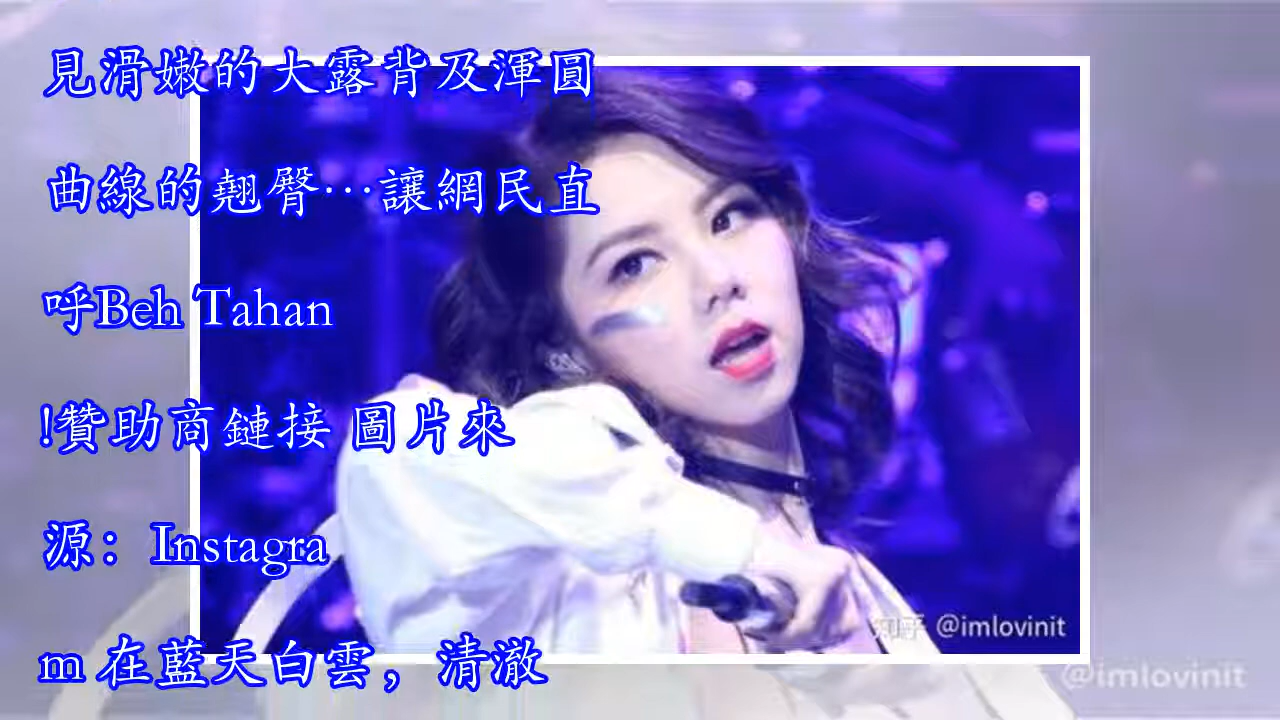 見滑嫩的大露背及渾圓
曲線的翹臀…讓網民直
呼Beh Tahan
!贊助商鏈接 圖片來
源：Instagra
m 在藍天白雲，清澈
知乎 @imlovinit
@imlovinit